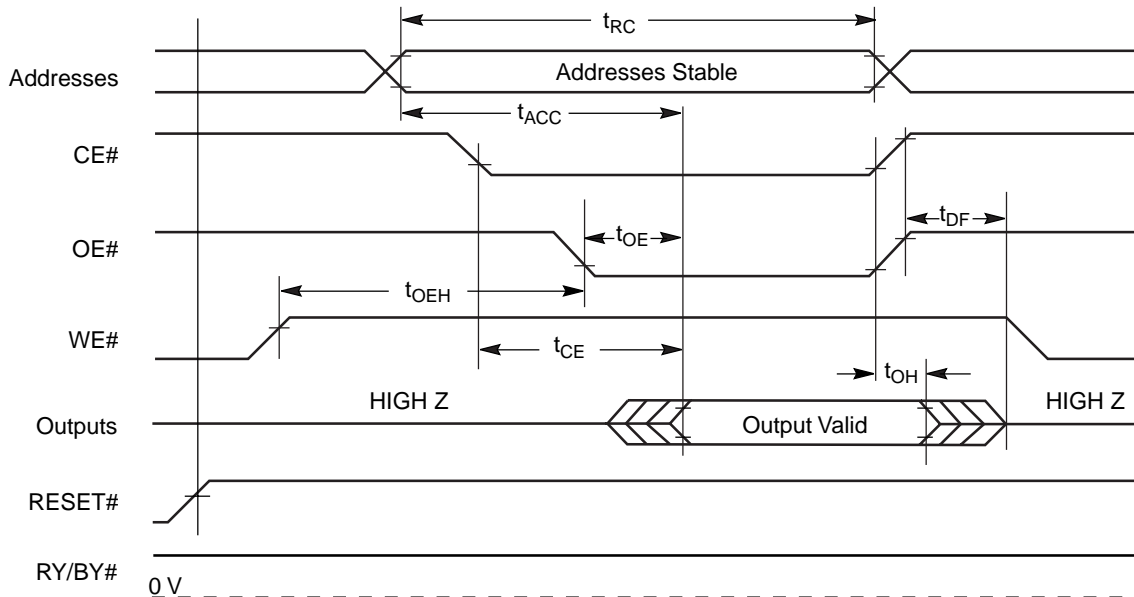 tRC
Addresses
Addresses Stable
tACC
CE#
tDF
OE#
tOE
tOEH
WE#
tCE
tOH
HIGH Z
HIGH Z
Outputs
Output Valid
RESET#
RY/BY#
0 V